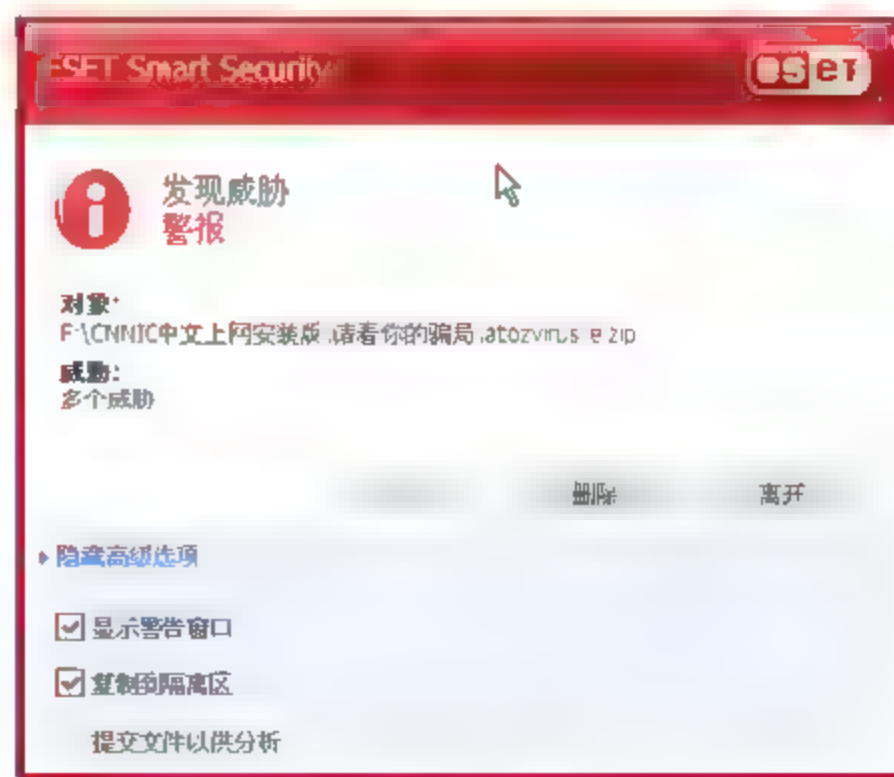 ESET Smart Security
eset
发现威胁
警报
对象:
F:\CNNIC中文上网安装版 请看你的骗局
威胁:
多个威胁
删除
离开
隐藏高级选项
显示警告窗口
复制到隔离区
提交文件以供分析